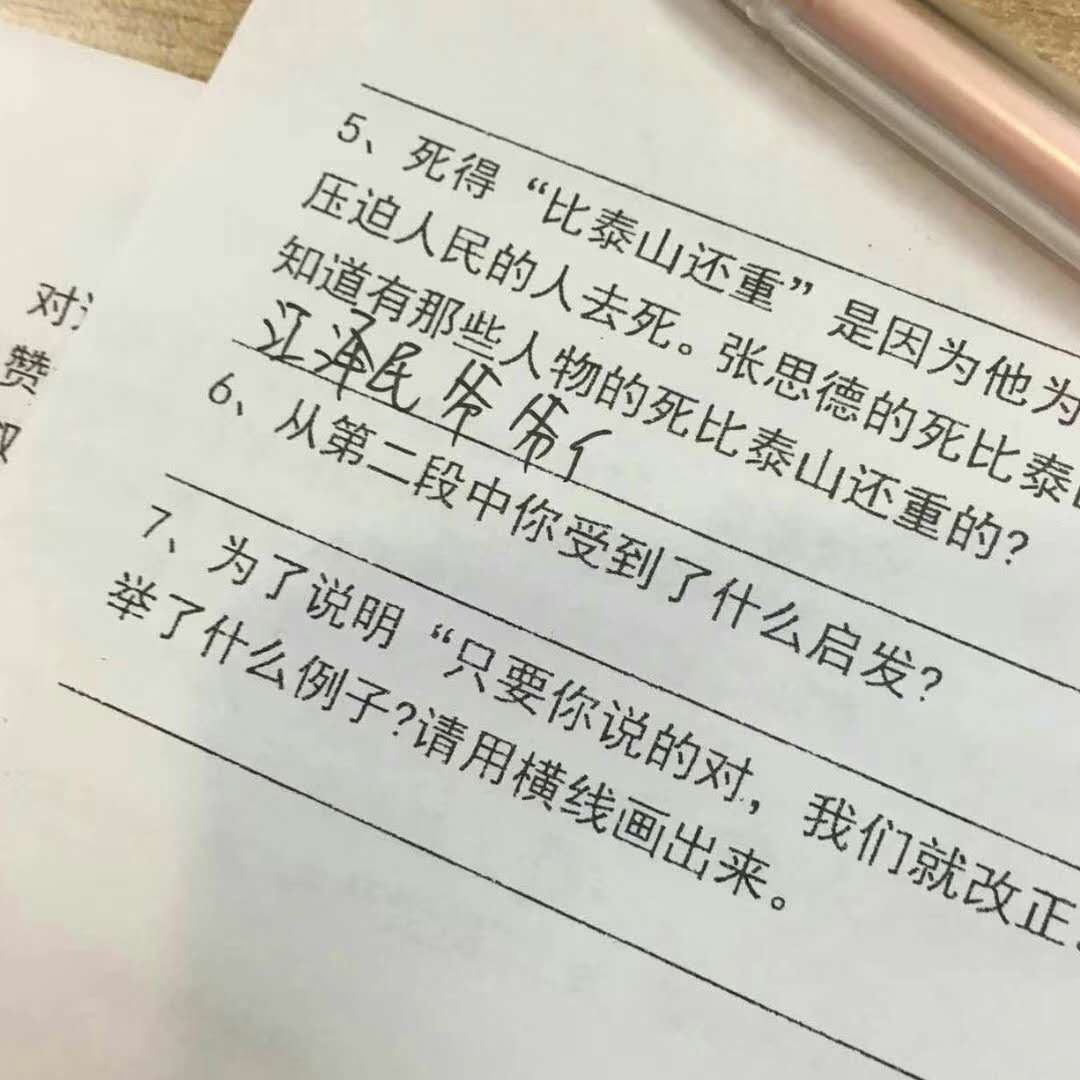 5、死得“比泰山还重”是因为他为
压迫人民的人去死。张思德的死比泰山
知道有那些人物的死比泰山还重的？
江泽民爷爷
6、从第二段中你受到了什么启发？
7、为了说明“只要你说的对，我们就改正
举了什么例子？请用横线画出来。
对
赞